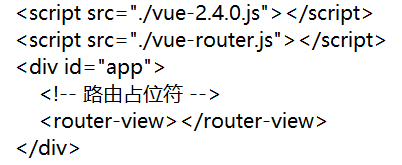 <script src="./vue-2.4.0.js"></script>
<script src="./vue-router.js"></script>
<div id="app">
<!-- 路由占位符 -->
<router-view></router-view>
</div>